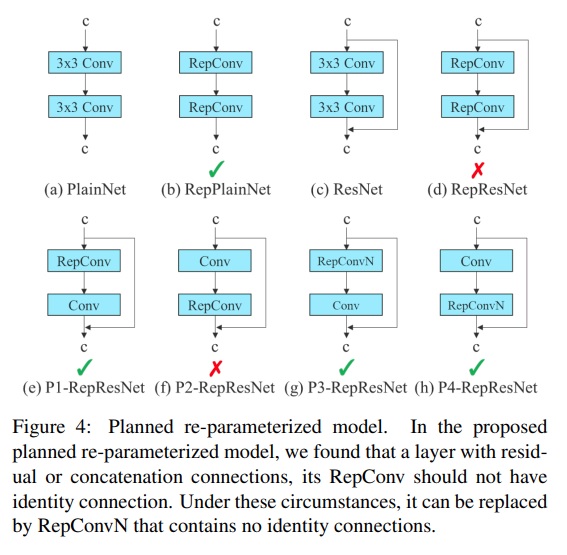 c c c c
3x3 Conv RepConv 3x3 Conv RepConv
3x3 Conv RepConv 3x3 Conv RepConv
c c c c
✓ ✗
(a) PlainNet (b) RepPlainNet (c) ResNet (d) RepResNet
c c c c
RepConv Conv RepConvN Conv
Conv RepConv Conv RepConvN
c c c c
✓ ✗ ✓ ✓
(e) P1-RepResNet (f) P2-RepResNet (g) P3-RepResNet (h) P4-RepResNet
Figure 4: Planned re-parameterized model. In the proposed
planned re-parameterized model, we found that a layer with resid-
ual or concatenation connections, its RepConv should not have
identity connection. Under these circumstances, it can be replaced
by RepConvN that contains no identity connections.